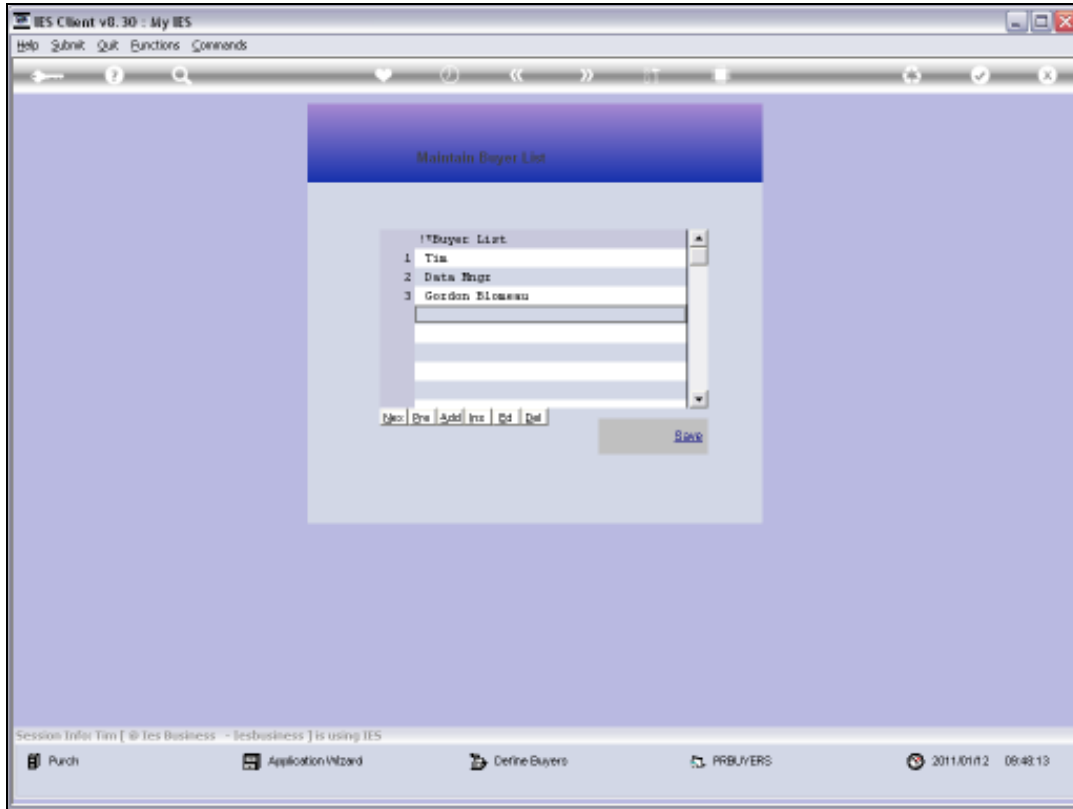 IES Client v8.30 : My IES
Help Submit Quit Functions Commands
Maintain Buyer List
!*Buyer List
1 Tim
2 Data Mngr
3 Gordon Blomeau
Nex Pre Add Ins Ed Del
Save
Session Info: Tim [ @ Ies Business - Iesbusiness ] is using IES
Purch Application Wizard Define Buyers PRBUYERS 2011/01/12 09:48:13